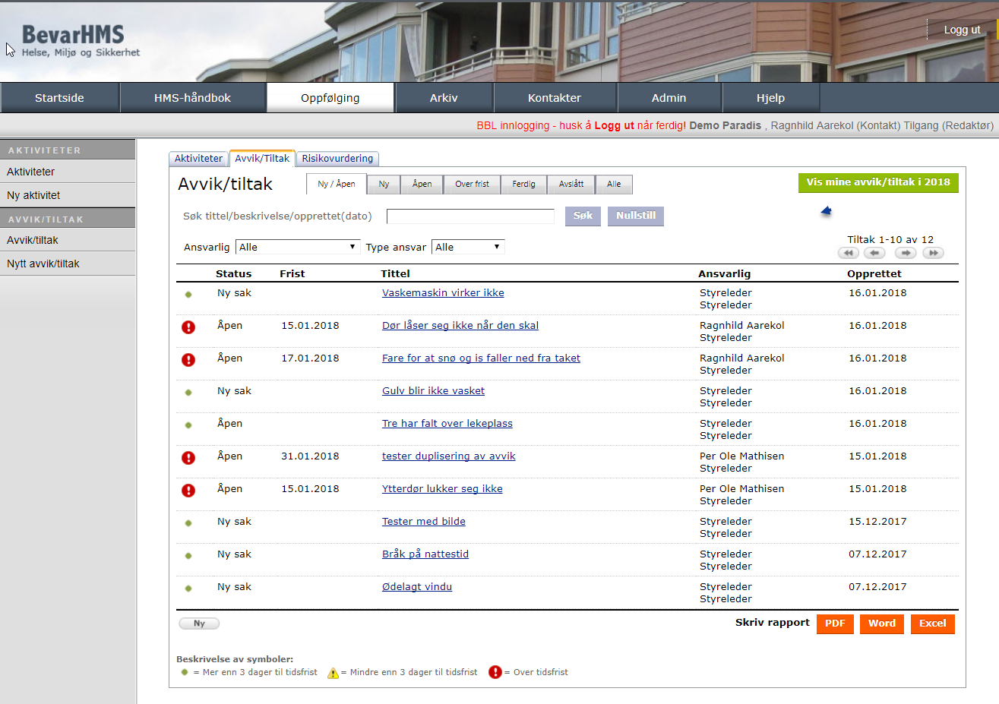 BevarHMS
Helse, Miljø og Sikkerhet
Logg ut
Startside HMS-håndbok Oppfølging Arkiv Kontakter Admin Hjelp
BBL innlogging - husk å Logg ut når ferdig! Demo Paradis , Ragnhild Aarekol (Kontakt) Tilgang (Redaktør)
AKTIVITETER
Aktiviteter
Ny aktivitet
AVVIK/TILTAK
Avvik/tiltak
Nytt avvik/tiltak
Aktiviteter Avvik/Tiltak Risikovurdering
Avvik/tiltak Ny / Åpen Ny Åpen Over frist Ferdig Avslått Alle Vis mine avvik/tiltak i 2018
Søk tittel/beskrivelse/opprettet(dato) Søk Nullstill
Ansvarlig Alle Type ansvar Alle Tiltak 1-10 av 12
Status Frist Tittel Ansvarlig Opprettet
Ny sak Vaskemaskin virker ikke Styreleder 16.01.2018
Styreleder
Åpen 15.01.2018 Dør låser seg ikke når den skal Ragnhild Aarekol 16.01.2018
Styreleder
Åpen 17.01.2018 Fare for at snø og is faller ned fra taket Ragnhild Aarekol 16.01.2018
Styreleder
Ny sak Gulv blir ikke vasket Styreleder 16.01.2018
Styreleder
Åpen Tre har falt over lekeplass Styreleder 16.01.2018
Styreleder
Åpen 31.01.2018 tester duplisering av avvik Per Ole Mathisen 15.01.2018
Styreleder
Åpen 15.01.2018 Ytterdør lukker seg ikke Per Ole Mathisen 15.01.2018
Styreleder
Ny sak Tester med bilde Styreleder 15.12.2017
Styreleder
Ny sak Bråk på nattestid Styreleder 07.12.2017
Styreleder
Ny sak Ødelagt vindu Styreleder 07.12.2017
Styreleder
Ny Skriv rapport PDF Word Excel
Beskrivelse av symboler:
= Mer enn 3 dager til tidsfrist = Mindre enn 3 dager til tidsfrist = Over tidsfrist